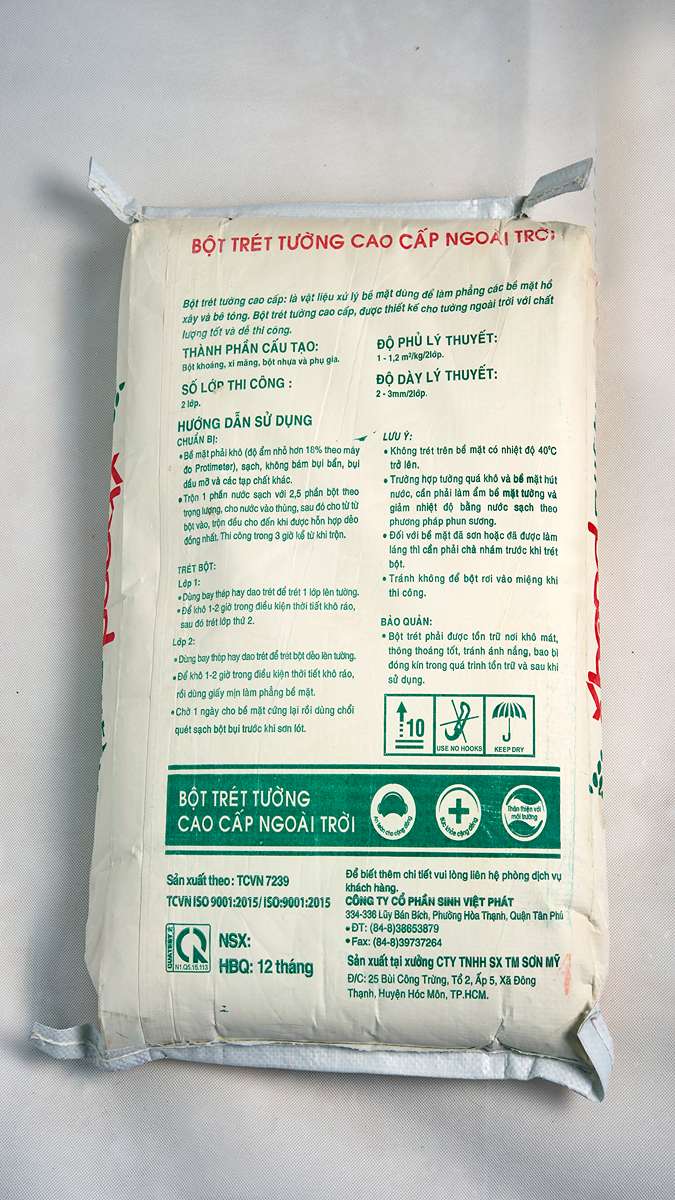 BỘT TRÉT TƯỜNG CAO CẤP NGOÀI TRỜI
Bột trét tường cao cấp: là vật liệu xử lý bề mặt dùng để làm phẳng các bề mặt hồ
xây và bê tông. Bột trét tường cao cấp, được thiết kế cho tường ngoài trời với chất
lượng tốt và dễ thi công.
THÀNH PHẦN CẤU TẠO:
Bột khoáng, xi măng, bột nhựa và phụ gia.
SỐ LỚP THI CÔNG :
2 lớp.
ĐỘ PHỦ LÝ THUYẾT:
1 - 1,2 m²/kg/2lớp.
ĐỘ DÀY LÝ THUYẾT:
2 - 3mm/2lớp.
HƯỚNG DẪN SỬ DỤNG
CHUẨN BỊ:
• Bề mặt phải khô (độ ẩm nhỏ hơn 18% theo máy
đo Protimeter), sạch, không bám bụi bẩn, bụi
dầu mỡ và các tạp chất khác.
• Trộn 1 phần nước sạch với 2,5 phần bột theo
trọng lượng, cho nước vào thùng, sau đó cho từ từ
bột vào, trộn đều cho đến khi được hỗn hợp dẻo
đồng nhất. Thi công trong 3 giờ kể từ khi trộn.
TRÉT BỘT:
Lớp 1:
• Dùng bay thép hay dao trét để trét 1 lớp lên tường.
• Để khô 1-2 giờ trong điều kiện thời tiết khô ráo,
sau đó trét lớp thứ 2.
Lớp 2:
• Dùng bay thép hay dao trét để trét bột dẻo lên tường.
• Để khô 1-2 giờ trong điều kiện thời tiết khô ráo,
rồi dùng giấy mịn làm phẳng bề mặt.
• Chờ 1 ngày cho bề mặt cứng lại rồi dùng chổi
quét sạch bột bụi trước khi sơn lót.
LƯU Ý:
• Không trét trên bề mặt có nhiệt độ 40°C
trở lên.
• Trường hợp tường quá khô và bề mặt hút
nước, cần phải làm ẩm bề mặt tường và
giảm nhiệt độ bằng nước sạch theo
phương pháp phun sương.
• Đối với bề mặt đã sơn hoặc đã được làm
láng thì cần phải chà nhám trước khi trét
bột.
• Tránh không để bột rơi vào miệng khi
thi công.
BẢO QUẢN:
• Bột trét phải được tồn trữ nơi khô mát,
thông thoáng tốt, tránh ánh nắng, bao bì
đóng kín trong quá trình tồn trữ và sau khi
sử dụng.
10
USE NO HOOKS
KEEP DRY
BỘT TRÉT TƯỜNG
CAO CẤP NGOÀI TRỜI
An toàn cho cộng đồng
Sức khỏe cộng đồng
Thân thiện với
môi trường
Sản xuất theo: TCVN 7239
TCVN ISO 9001:2015/ ISO:9001:2015
QUATEST 3
N1.Q5.15.113
NSX:
HBQ: 12 tháng
Để biết thêm chi tiết vui lòng liên hệ phòng dịch vụ
khách hàng.
CÔNG TY CỔ PHẦN SINH VIỆT PHÁT
334-336 Lũy Bán Bích, Phường Hòa Thạnh, Quận Tân Phú
• ĐT: (84-8)38653879
• Fax: (84-8)39737264
Sản xuất tại xưởng CTY TNHH SX TM SƠN MỸ
Đ/C: 25 Bùi Công Trừng, Tổ 2, Ấp 5, Xã Đông
Thạnh, Huyện Hóc Môn, TP.HCM.